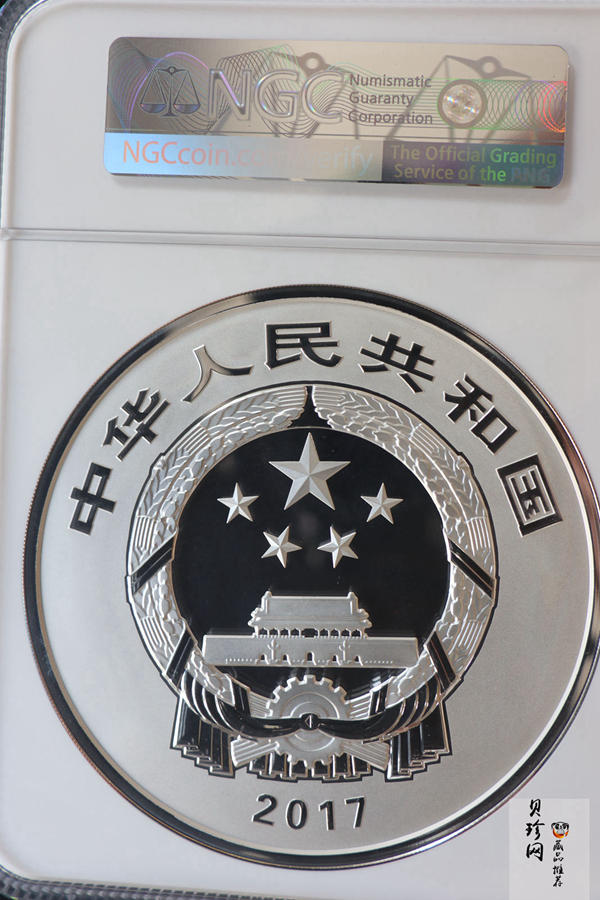 NGC
Numismatic
Guaranty
Corporation
NGCcoin.com/verify
The Official Grading
Service of the PNG
中华人民共和国
2017
贝珍网
藏品推荐